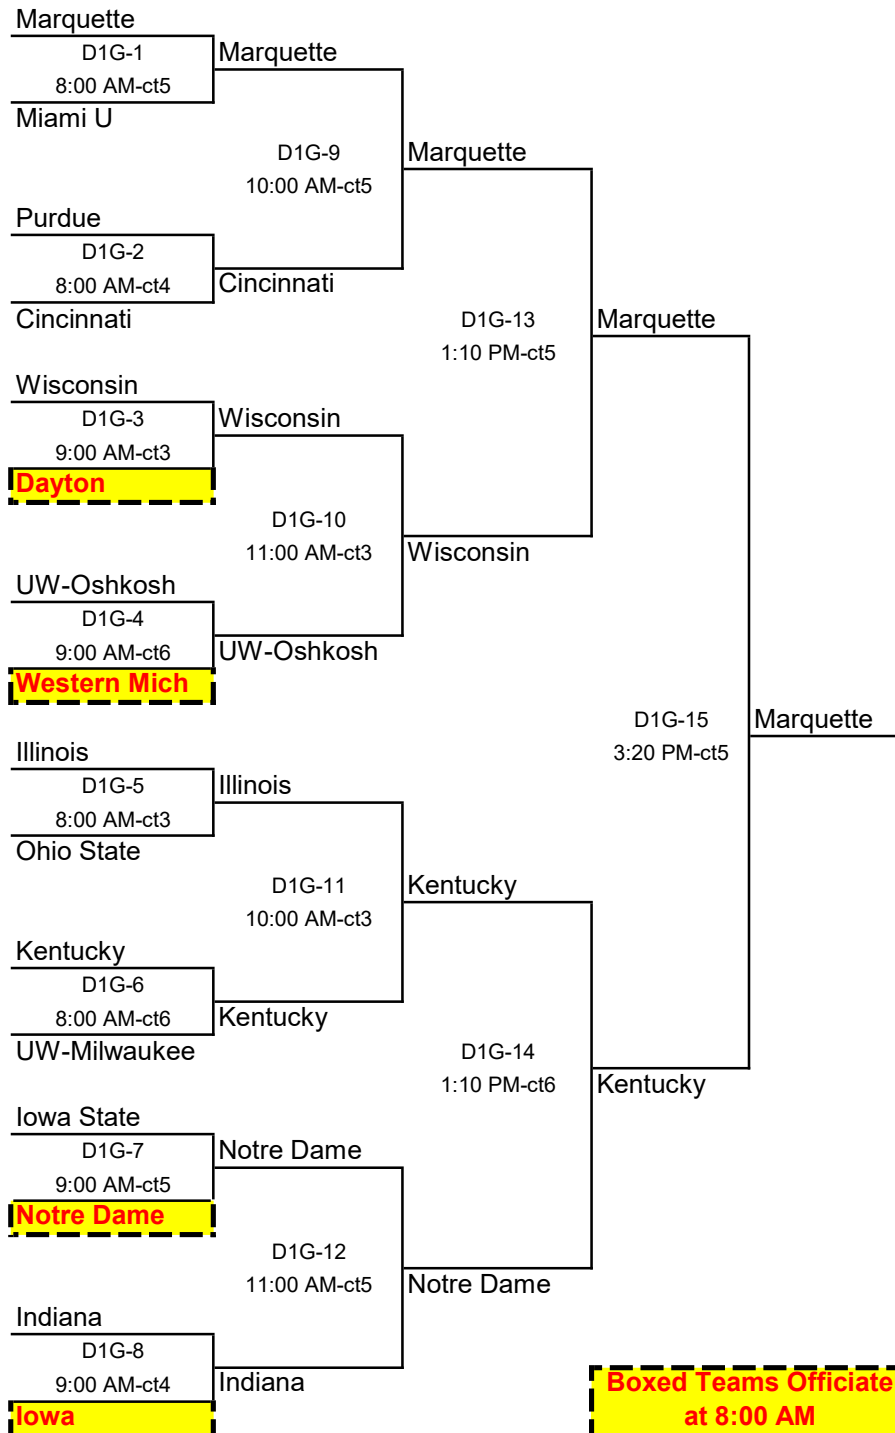 Marquette
D1G-1
8:00 AM-ct5
Miami U
Marquette
D1G-9
10:00 AM-ct5
Marquette
Purdue
D1G-2
8:00 AM-ct4
Cincinnati
Cincinnati
D1G-13
1:10 PM-ct5
Marquette
Wisconsin
D1G-3
9:00 AM-ct3
Dayton
Wisconsin
D1G-10
11:00 AM-ct3
Wisconsin
UW-Oshkosh
D1G-4
9:00 AM-ct6
Western Mich
UW-Oshkosh
D1G-15
3:20 PM-ct5
Marquette
Illinois
D1G-5
8:00 AM-ct3
Ohio State
Illinois
D1G-11
10:00 AM-ct3
Kentucky
Kentucky
D1G-6
8:00 AM-ct6
UW-Milwaukee
Kentucky
D1G-14
1:10 PM-ct6
Kentucky
Iowa State
D1G-7
9:00 AM-ct5
Notre Dame
Notre Dame
D1G-12
11:00 AM-ct5
Notre Dame
Indiana
D1G-8
9:00 AM-ct4
Iowa
Indiana
Boxed Teams Officiate
at 8:00 AM